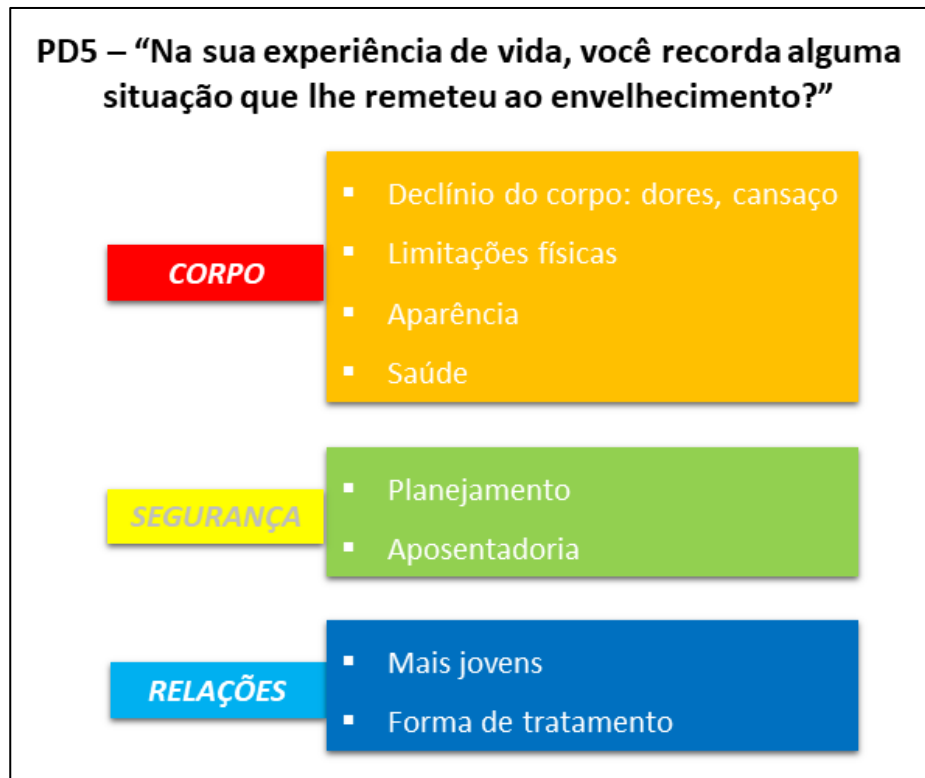 PD5 – “Na sua experiência de vida, você recorda alguma
situação que lhe remeteu ao envelhecimento?”
CORPO
▪ Declínio do corpo: dores, cansaço
▪ Limitações físicas
▪ Aparência
▪ Saúde
SEGURANÇA
▪ Planejamento
▪ Aposentadoria
RELAÇÕES
▪ Mais jovens
▪ Forma de tratamento